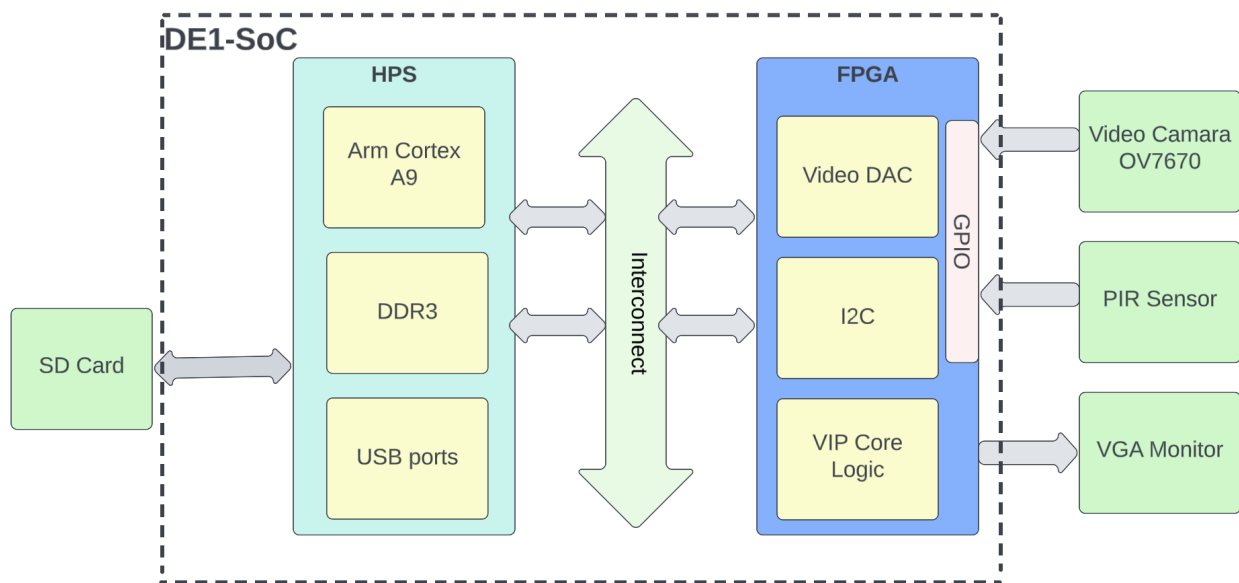 DE1-SoC
HPS
FPGA
Arm Cortex
A9
Video DAC
GPIO
Video Camara
OV7670
Interconnect
DDR3
I2C
PIR Sensor
SD Card
USB ports
VIP Core
Logic
VGA Monitor